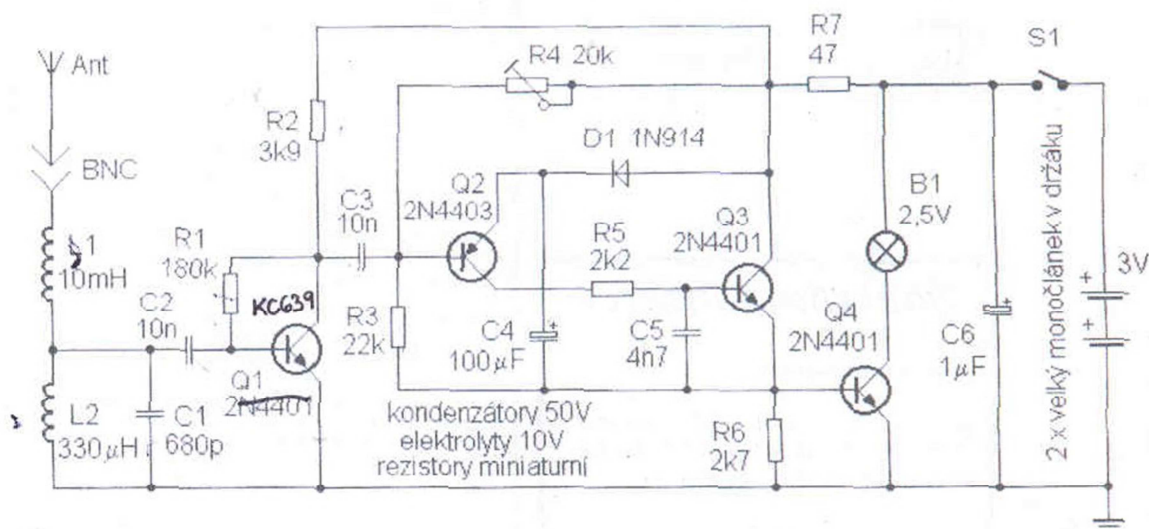 Ant
BNC
L1
10mH
L2
330µH
C1
680p
C2
10n
R1
180k
KC639
Q1
2N4401
R2
3k9
C3
10n
R3
22k
R4 20k
Q2
2N4403
D1 1N914
C4
100µF
R5
2k2
C5
4n7
Q3
2N4401
Q4
2N4401
R6
2k7
R7
47
B1
2,5V
C6
1µF
S1
3V
2 x velký monočlánek v držáku
kondenzátory 50V
elektrolyty 10V
rezistory miniaturní
+
+
+
+